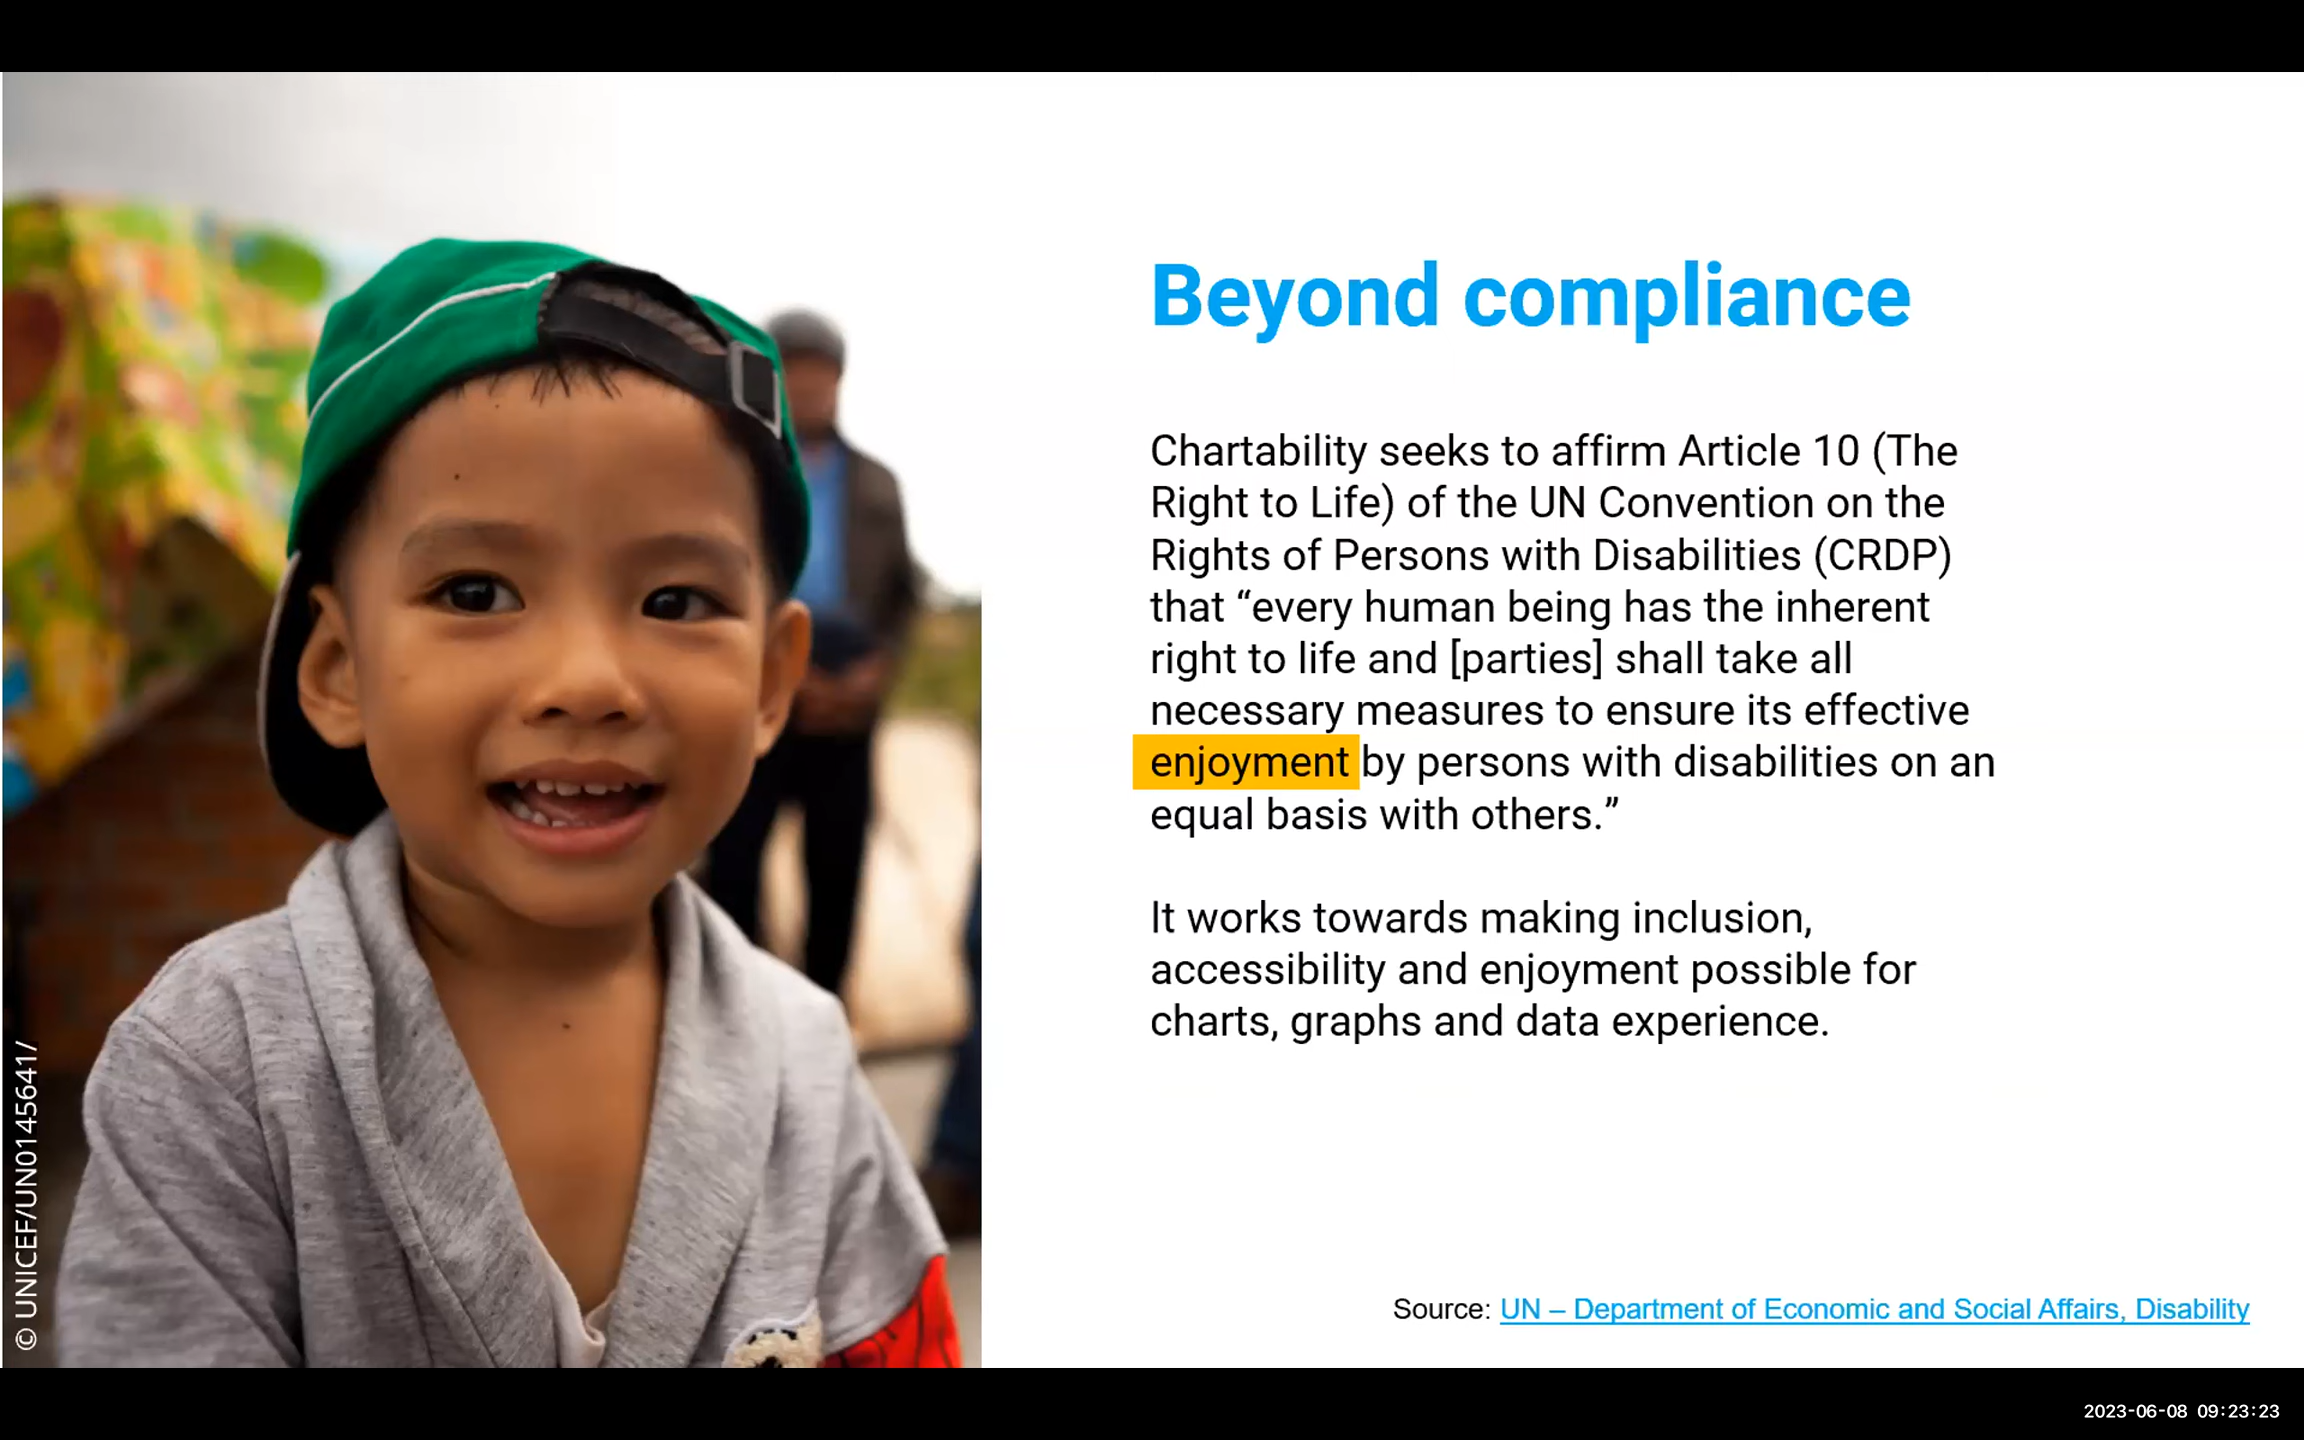 Beyond compliance
Chartability seeks to affirm Article 10 (The
Right to Life) of the UN Convention on the
Rights of Persons with Disabilities (CRDP)
that “every human being has the inherent
right to life and [parties] shall take all
necessary measures to ensure its effective
enjoyment by persons with disabilities on an
equal basis with others.”
It works towards making inclusion,
accessibility and enjoyment possible for
charts, graphs and data experience.
Source: UN – Department of Economic and Social Affairs, Disability
© UNICEF/UN0145641/
2023-06-08 09:23:23